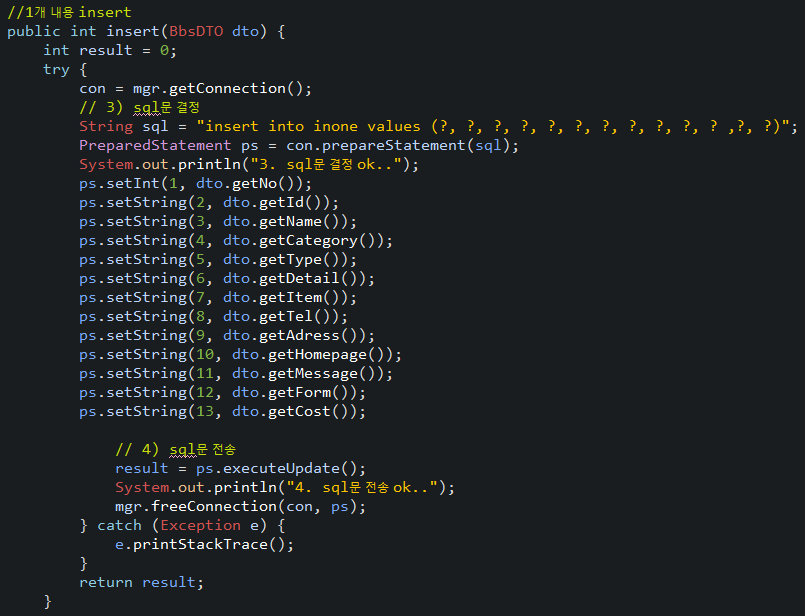 //1개 내용 insert
public int insert(BbsDTO dto) {
int result = 0;
try {
con = mgr.getConnection();
// 3) sql문 결정
String sql = "insert into inone values (?, ?, ?, ?, ?, ?, ?, ?, ?, ?, ? ,?, ?)";
PreparedStatement ps = con.prepareStatement(sql);
System.out.println("3. sql문 결정 ok..");
ps.setInt(1, dto.getNo());
ps.setString(2, dto.getId());
ps.setString(3, dto.getName());
ps.setString(4, dto.getCategory());
ps.setString(5, dto.getType());
ps.setString(6, dto.getDetail());
ps.setString(7, dto.getItem());
ps.setString(8, dto.getTel());
ps.setString(9, dto.getAdress());
ps.setString(10, dto.getHomepage());
ps.setString(11, dto.getMessage());
ps.setString(12, dto.getForm());
ps.setString(13, dto.getCost());
// 4) sql문 전송
result = ps.executeUpdate();
System.out.println("4. sql문 전송 ok..");
mgr.freeConnection(con, ps);
} catch (Exception e) {
e.printStackTrace();
}
return result;
}